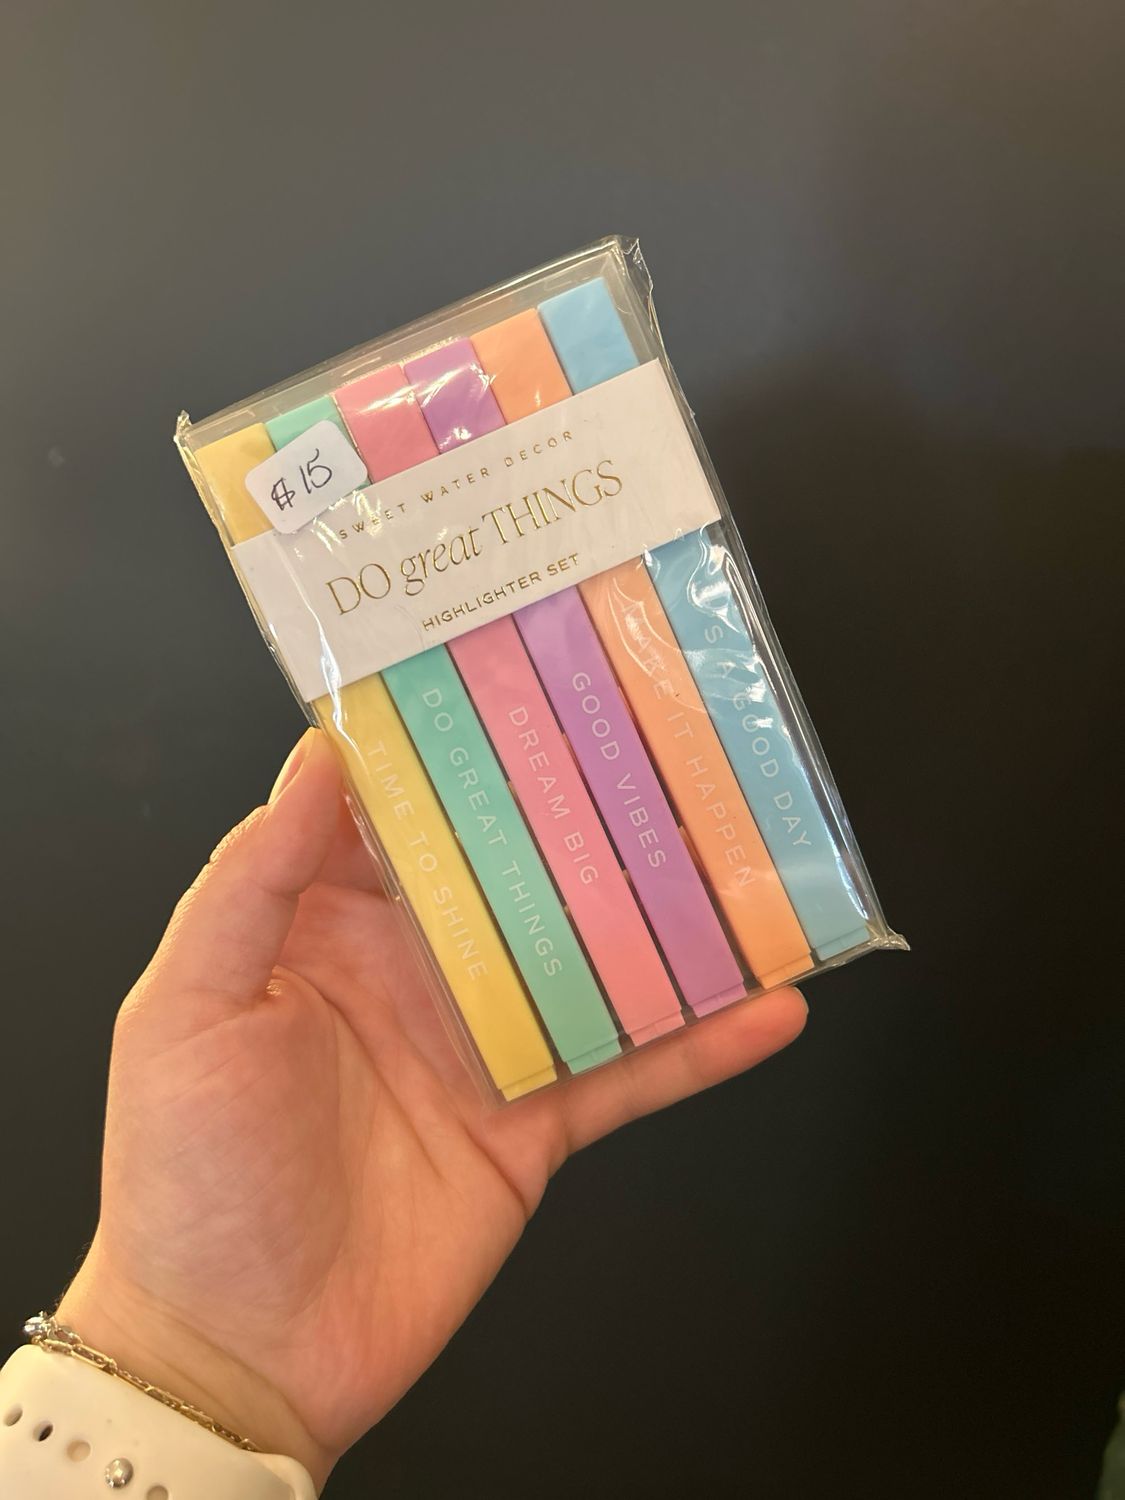 $15
SWEET WATER DECOR
DO great THINGS
HIGHLIGHTER SET
TIME TO SHINE
DO GREAT THINGS
DREAM BIG
GOOD VIBES
MAKE IT HAPPEN
S A GOOD DAY